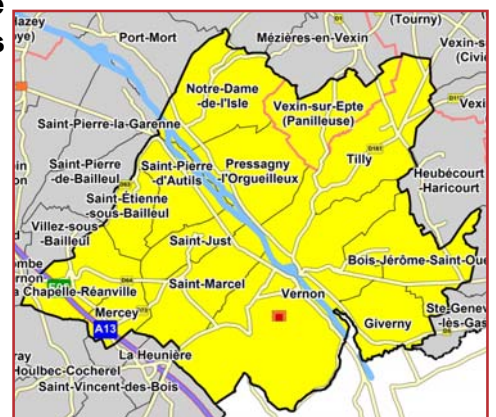 Port-Mort
Mézières-en-Vexin
(Tourny)
Vexin-s
(Civi
Notre-Dame
-de-l'Isle
Vexin-sur-Epte
(Panilleuse)
Saint-Pierre-la-Garenne
Saint-Pierre
-de-Bailleul
Saint-Pierre
-d'Autils
Pressagny
-l'Orgueilleux
Tilly
D181
Heubécourt
-Haricourt
Saint-Étienne
-sous-Bailleul
Villez-sous
-Bailleul
Saint-Just
Bois-Jérôme-Saint-Oue
Chapelle-Réanville
Saint-Marcel
Vernon
Mercey
A13
Giverny
Ste-Genev
-lès-Gas
La Heunière
Houlbec-Cocherel
Saint-Vincent-des-Bois